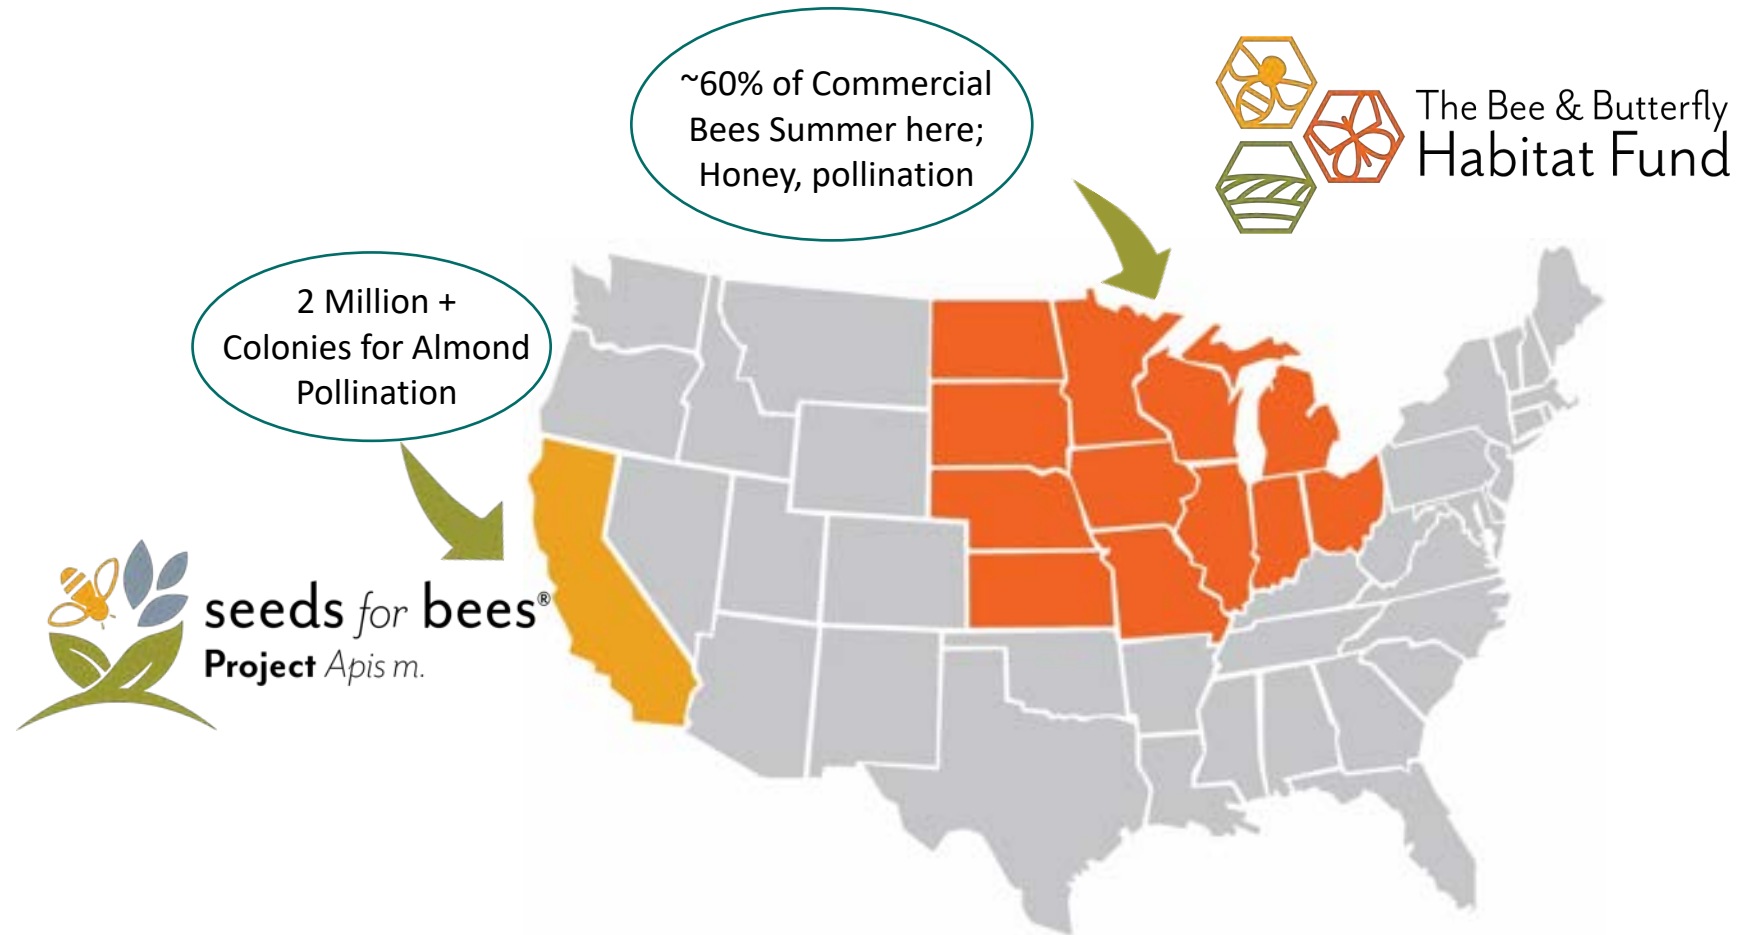 ~60% of Commercial
Bees Summer here;
Honey, pollination
The Bee & Butterfly
Habitat Fund
2 Million +
Colonies for Almond
Pollination
seeds for bees®
Project Apis m.